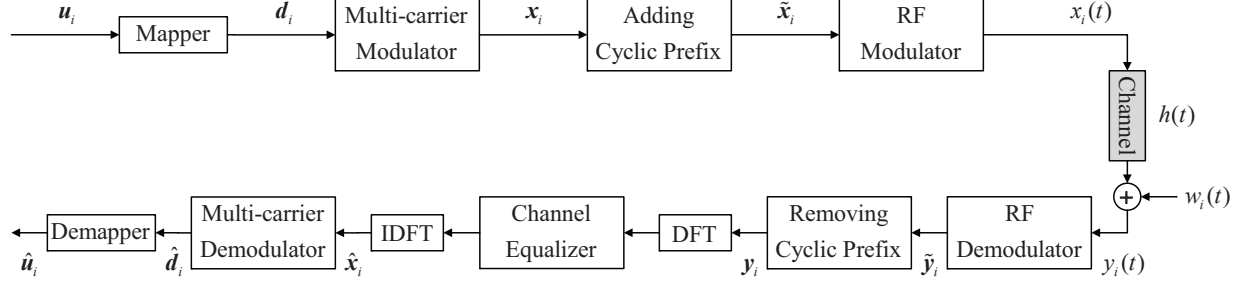 u_i
Mapper
d_i
Multi-carrier
Modulator
x_i
Adding
Cyclic Prefix
x̃_i
RF
Modulator
x_i(t)
Channel
h(t)
w_i(t)
y_i(t)
RF
Demodulator
ỹ_i
Removing
Cyclic Prefix
y_i
DFT
Channel
Equalizer
IDFT
x̂_i
Multi-carrier
Demodulator
d̂_i
Demapper
û_i